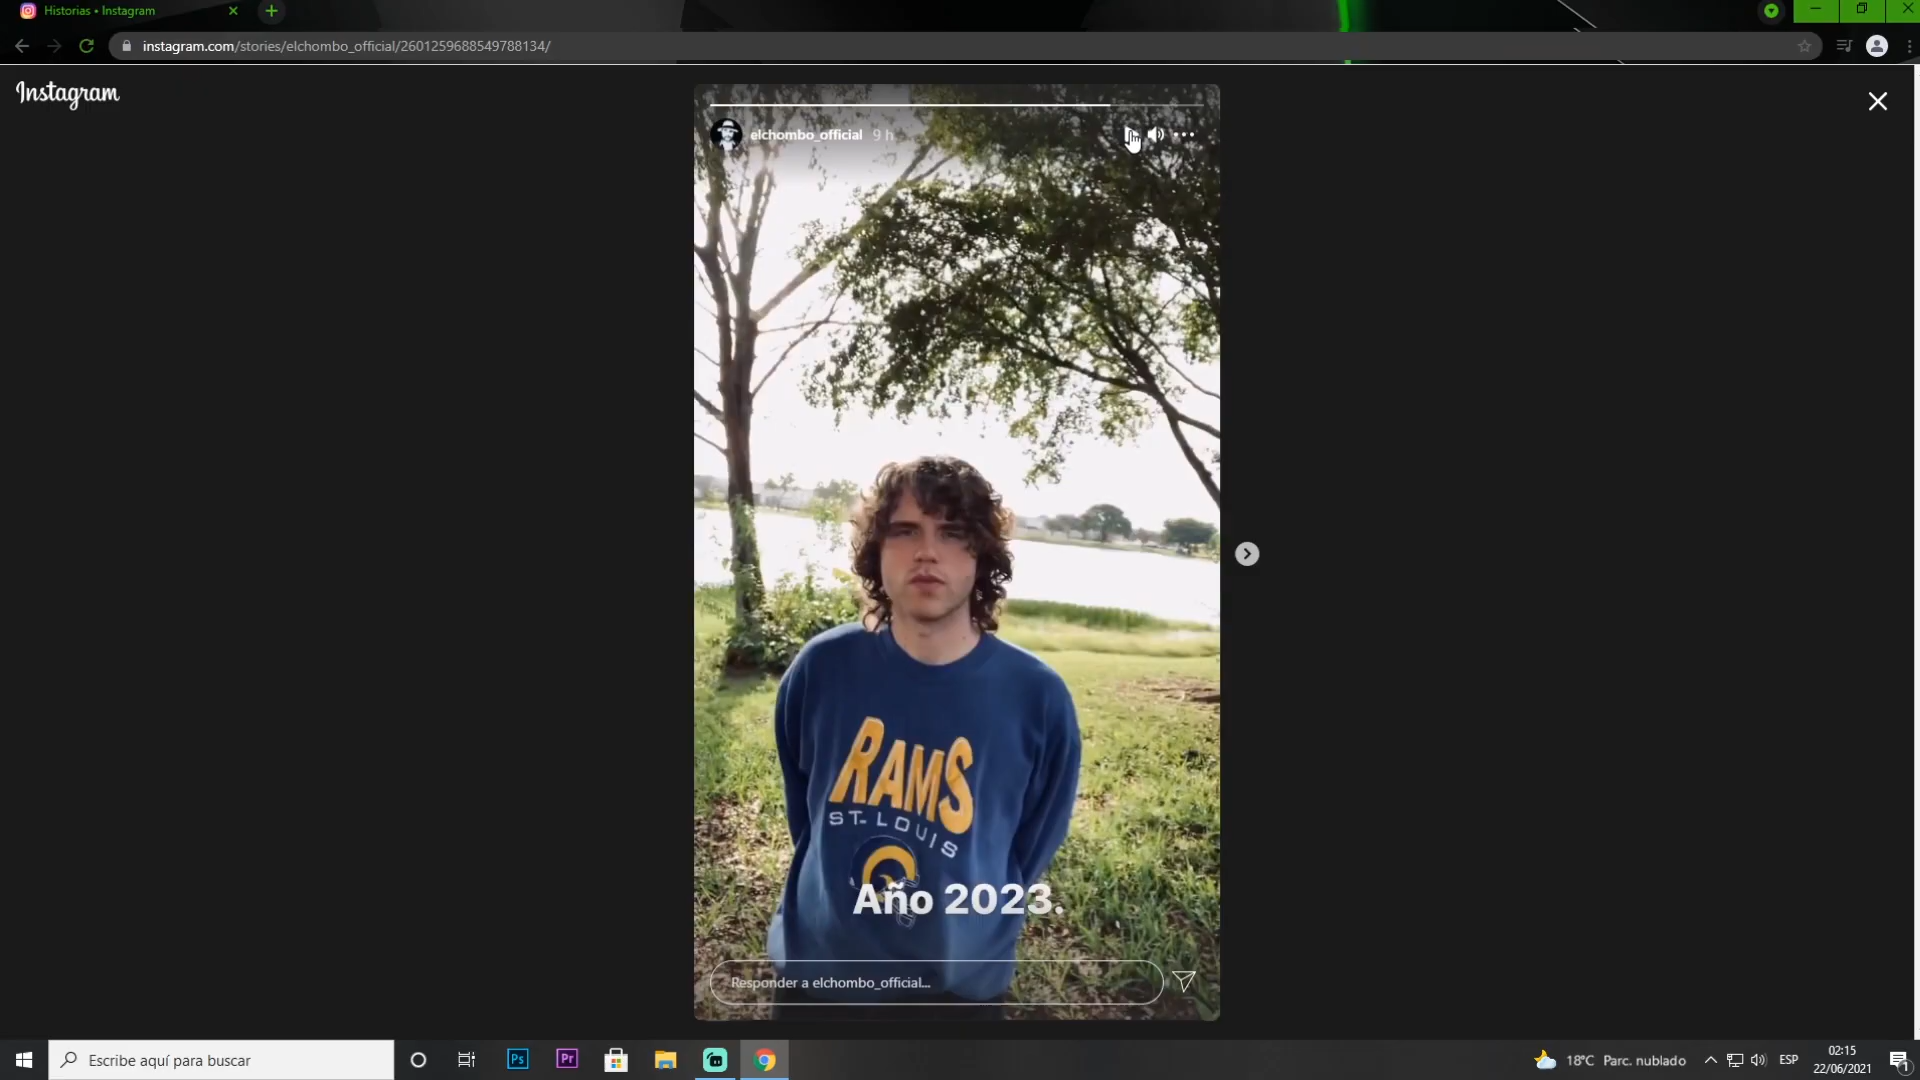 Historias • Instagram
instagram.com/stories/elchombo_official/2601259688549788134/
Instagram
elchombo_official 9 h
RAMS
ST-LOUIS
Año 2023.
Responder a elchombo_official...
Escribe aquí para buscar
Ps
Pr
18°C Parc. nublado
ESP
02:15
22/06/2021
1